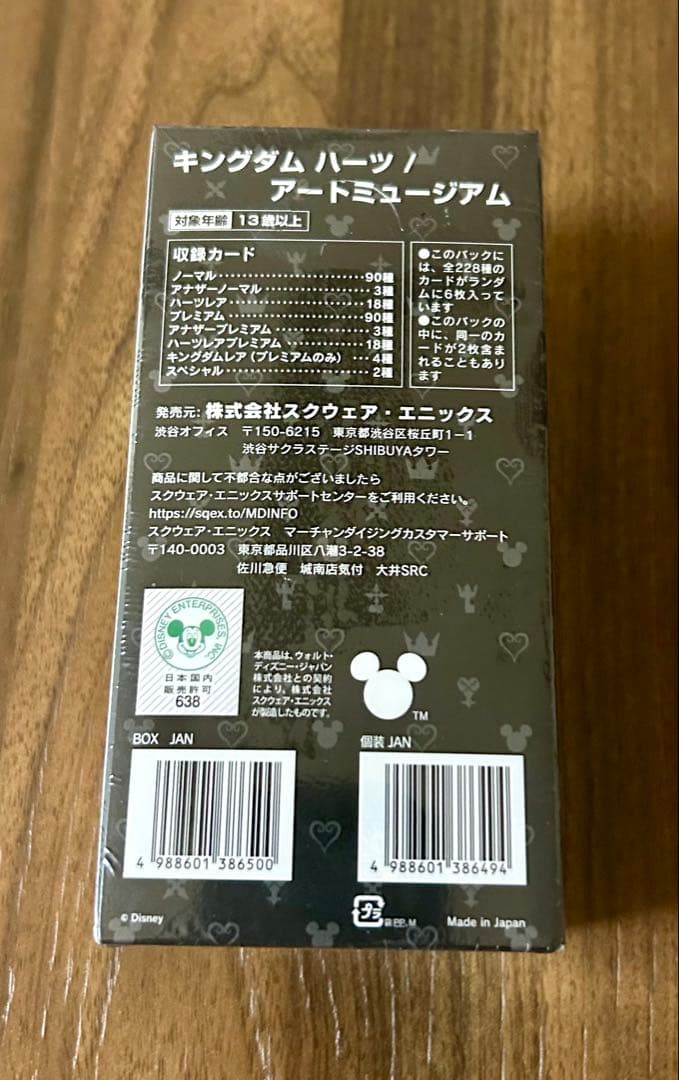 キングダム ハーツ /
アートミュージアム
対象年齢 13歳以上
収録カード
ノーマル 90種
アナザーノーマル 3種
ハーツレア 18種
プレミアム 90種
アナザープレミアム 3種
ハーツレアプレミアム 18種
キングダムレア(プレミアムのみ) 4種
スペシャル 2種
●このパックに
は、全228種の
カードがランダ
ムに6枚入って
います
●このパックの
中に、同一のカ
ードが2枚含ま
れることもあり
ます
発売元: 株式会社スクウェア・エニックス
渋谷オフィス 〒150-6215 東京都渋谷区桜丘町1-1
渋谷サクラステージSHIBUYAタワー
商品に関して不都合な点がございましたら
スクウェア・エニックスサポートセンターをご利用ください。
https://sqex.to/MDINFO
スクウェア・エニックス マーチャンダイジングカスタマーサポート
〒140-0003 東京都品川区八潮3-2-38
佐川急便 城南店気付 大井SRC
©DISNEY ENTERPRISES, INC.
日本国内
販売許可
638
本商品は、ウォルト・
ディズニー・ジャパン
株式会社との契約
により、株式会社
スクウェア・エニックス
が製造したものです。
TM
BOX JAN
4 988601 386500
個装 JAN
4 988601 386494
© Disney
プラ
袋:PP, M
Made in Japan